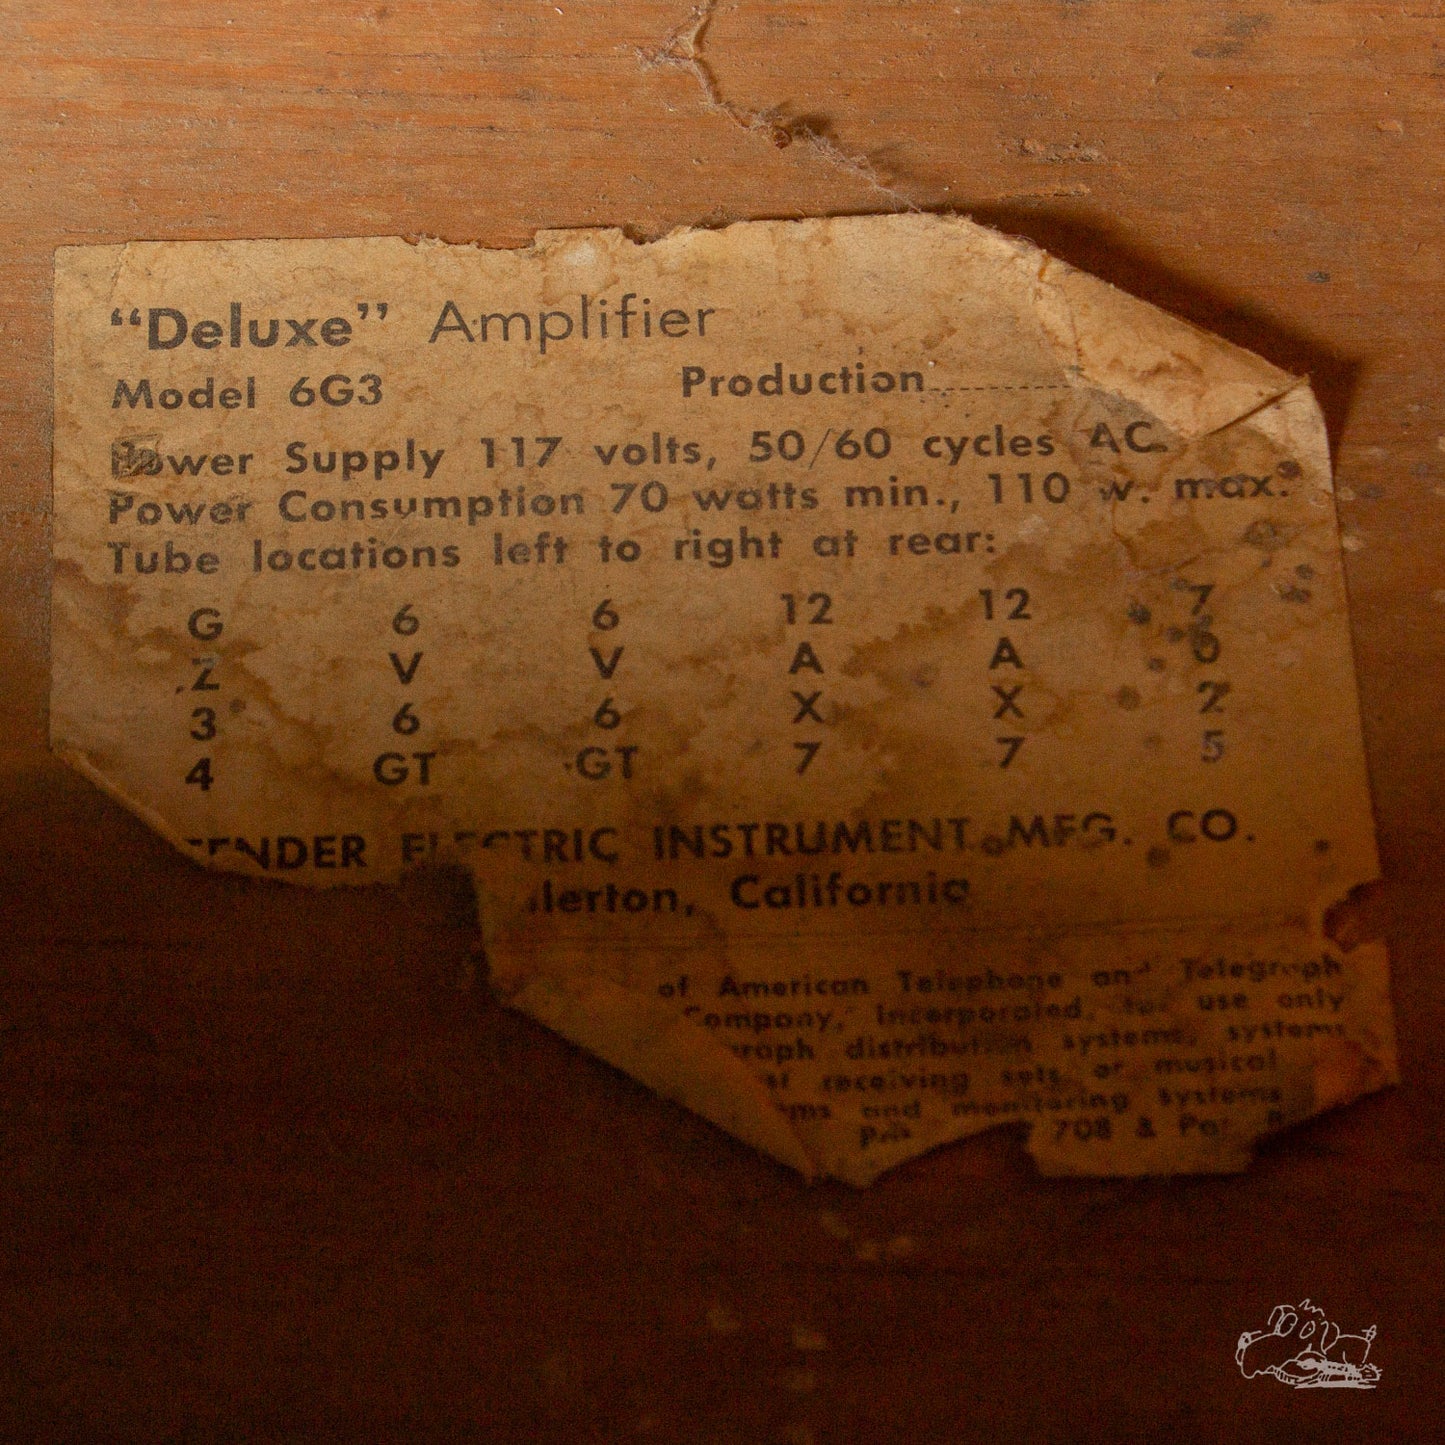 “Deluxe” Amplifier
Model 6G3 Production
Power Supply 117 volts, 50/60 cycles AC
Power Consumption 70 watts min., 110 w. max.
Tube locations left to right at rear:
G 6 6 12 12 7
Z V V A A 0
3 6 6 X X 2
4 GT GT 7 7 5
FENDER ELECTRIC INSTRUMENT MFG. CO.
llerton, California
of American Telephone and Telegraph
Company, Incorporated, for use only
graph distribution systems, systems
receiving sets or musical
ms and monitoring systems
708 & Pat